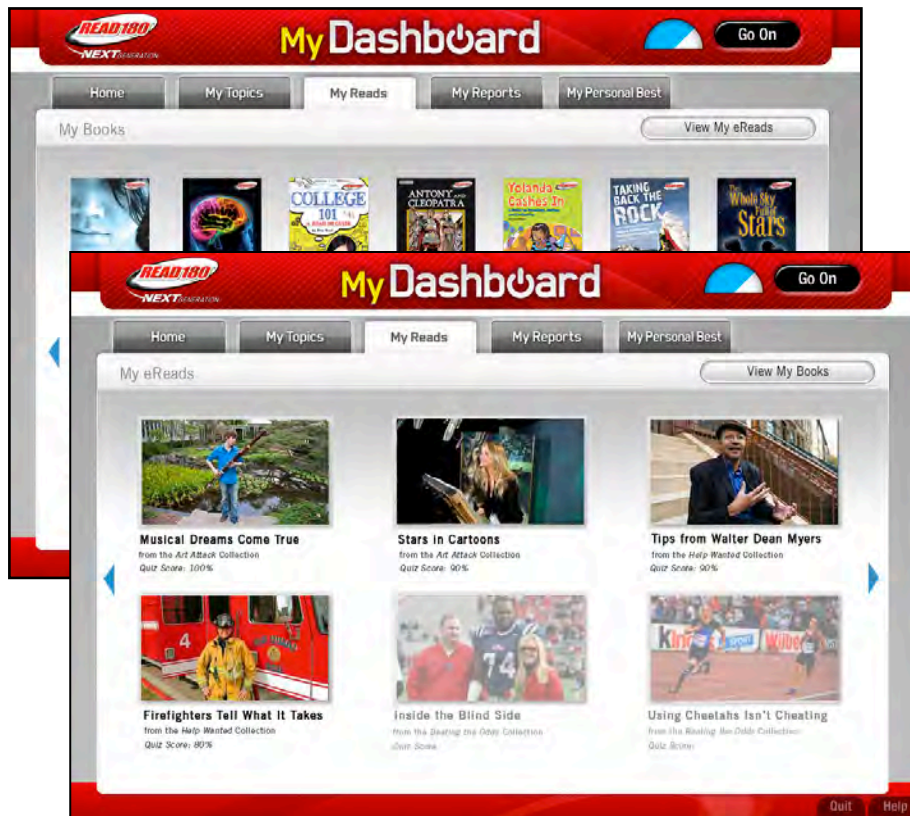 READ 180
NEXT GENERATION
MyDashboard
Go On
Home
My Topics
My Reads
My Reports
My Personal Best
My Books
View My eReads
COLLEGE
101
ANTONY AND
CLEOPATRA
Yolanda
Cashes In
TAKING
BACK THE
ROCK
The
Whole Sky
Full of
Stars
READ 180
NEXT GENERATION
MyDashboard
Go On
Home
My Topics
My Reads
My Reports
My Personal Best
My eReads
View My Books
Musical Dreams Come True
from the Art Attack Collection
Quiz Score: 100%
Stars in Cartoons
from the Art Attack Collection
Quiz Score: 90%
Tips from Walter Dean Myers
from the Help Wanted Collection
Quiz Score: 90%
4
Firefighters Tell What It Takes
from the Help Wanted Collection
Quiz Score: 80%
74
Inside the Blind Side
from the Beating the Odds Collection
Quiz Score:
Using Cheetahs Isn't Cheating
from the Beating the Odds Collection
Quiz Score:
Quit
Help